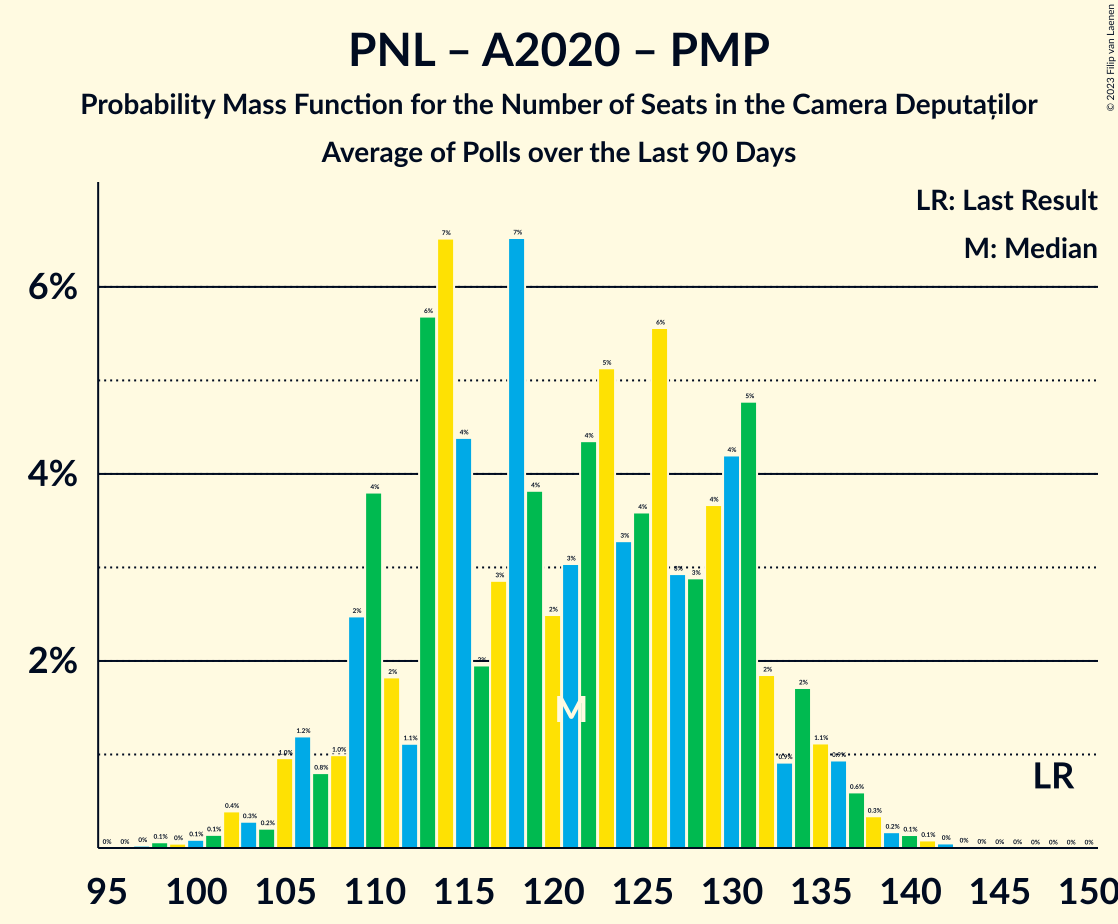 PNL – A2020 – PMP
Probability Mass Function for the Number of Seats in the Camera Deputaților
Average of Polls over the Last 90 Days
© 2023 Filip van Laenen
LR: Last Result
M: Median
6%
4%
2%
0% 0% 0% 0.1% 0% 0.1% 0.1% 0.4% 0.3% 0.2% 1.0% 1.2% 0.8% 1.0% 2% 4% 2% 1.1% 6% 7% 4% 2% 3% 7% 4% 2% 3% 4% 5% 3% 4% 6% 3% 3% 4% 4% 5% 2% 0.9% 2% 1.1% 0.9% 0.6% 0.3% 0.2% 0.1% 0.1% 0% 0% 0% 0% 0% 0% 0% 0% 0%
M
LR
95 100 105 110 115 120 125 130 135 140 145 150